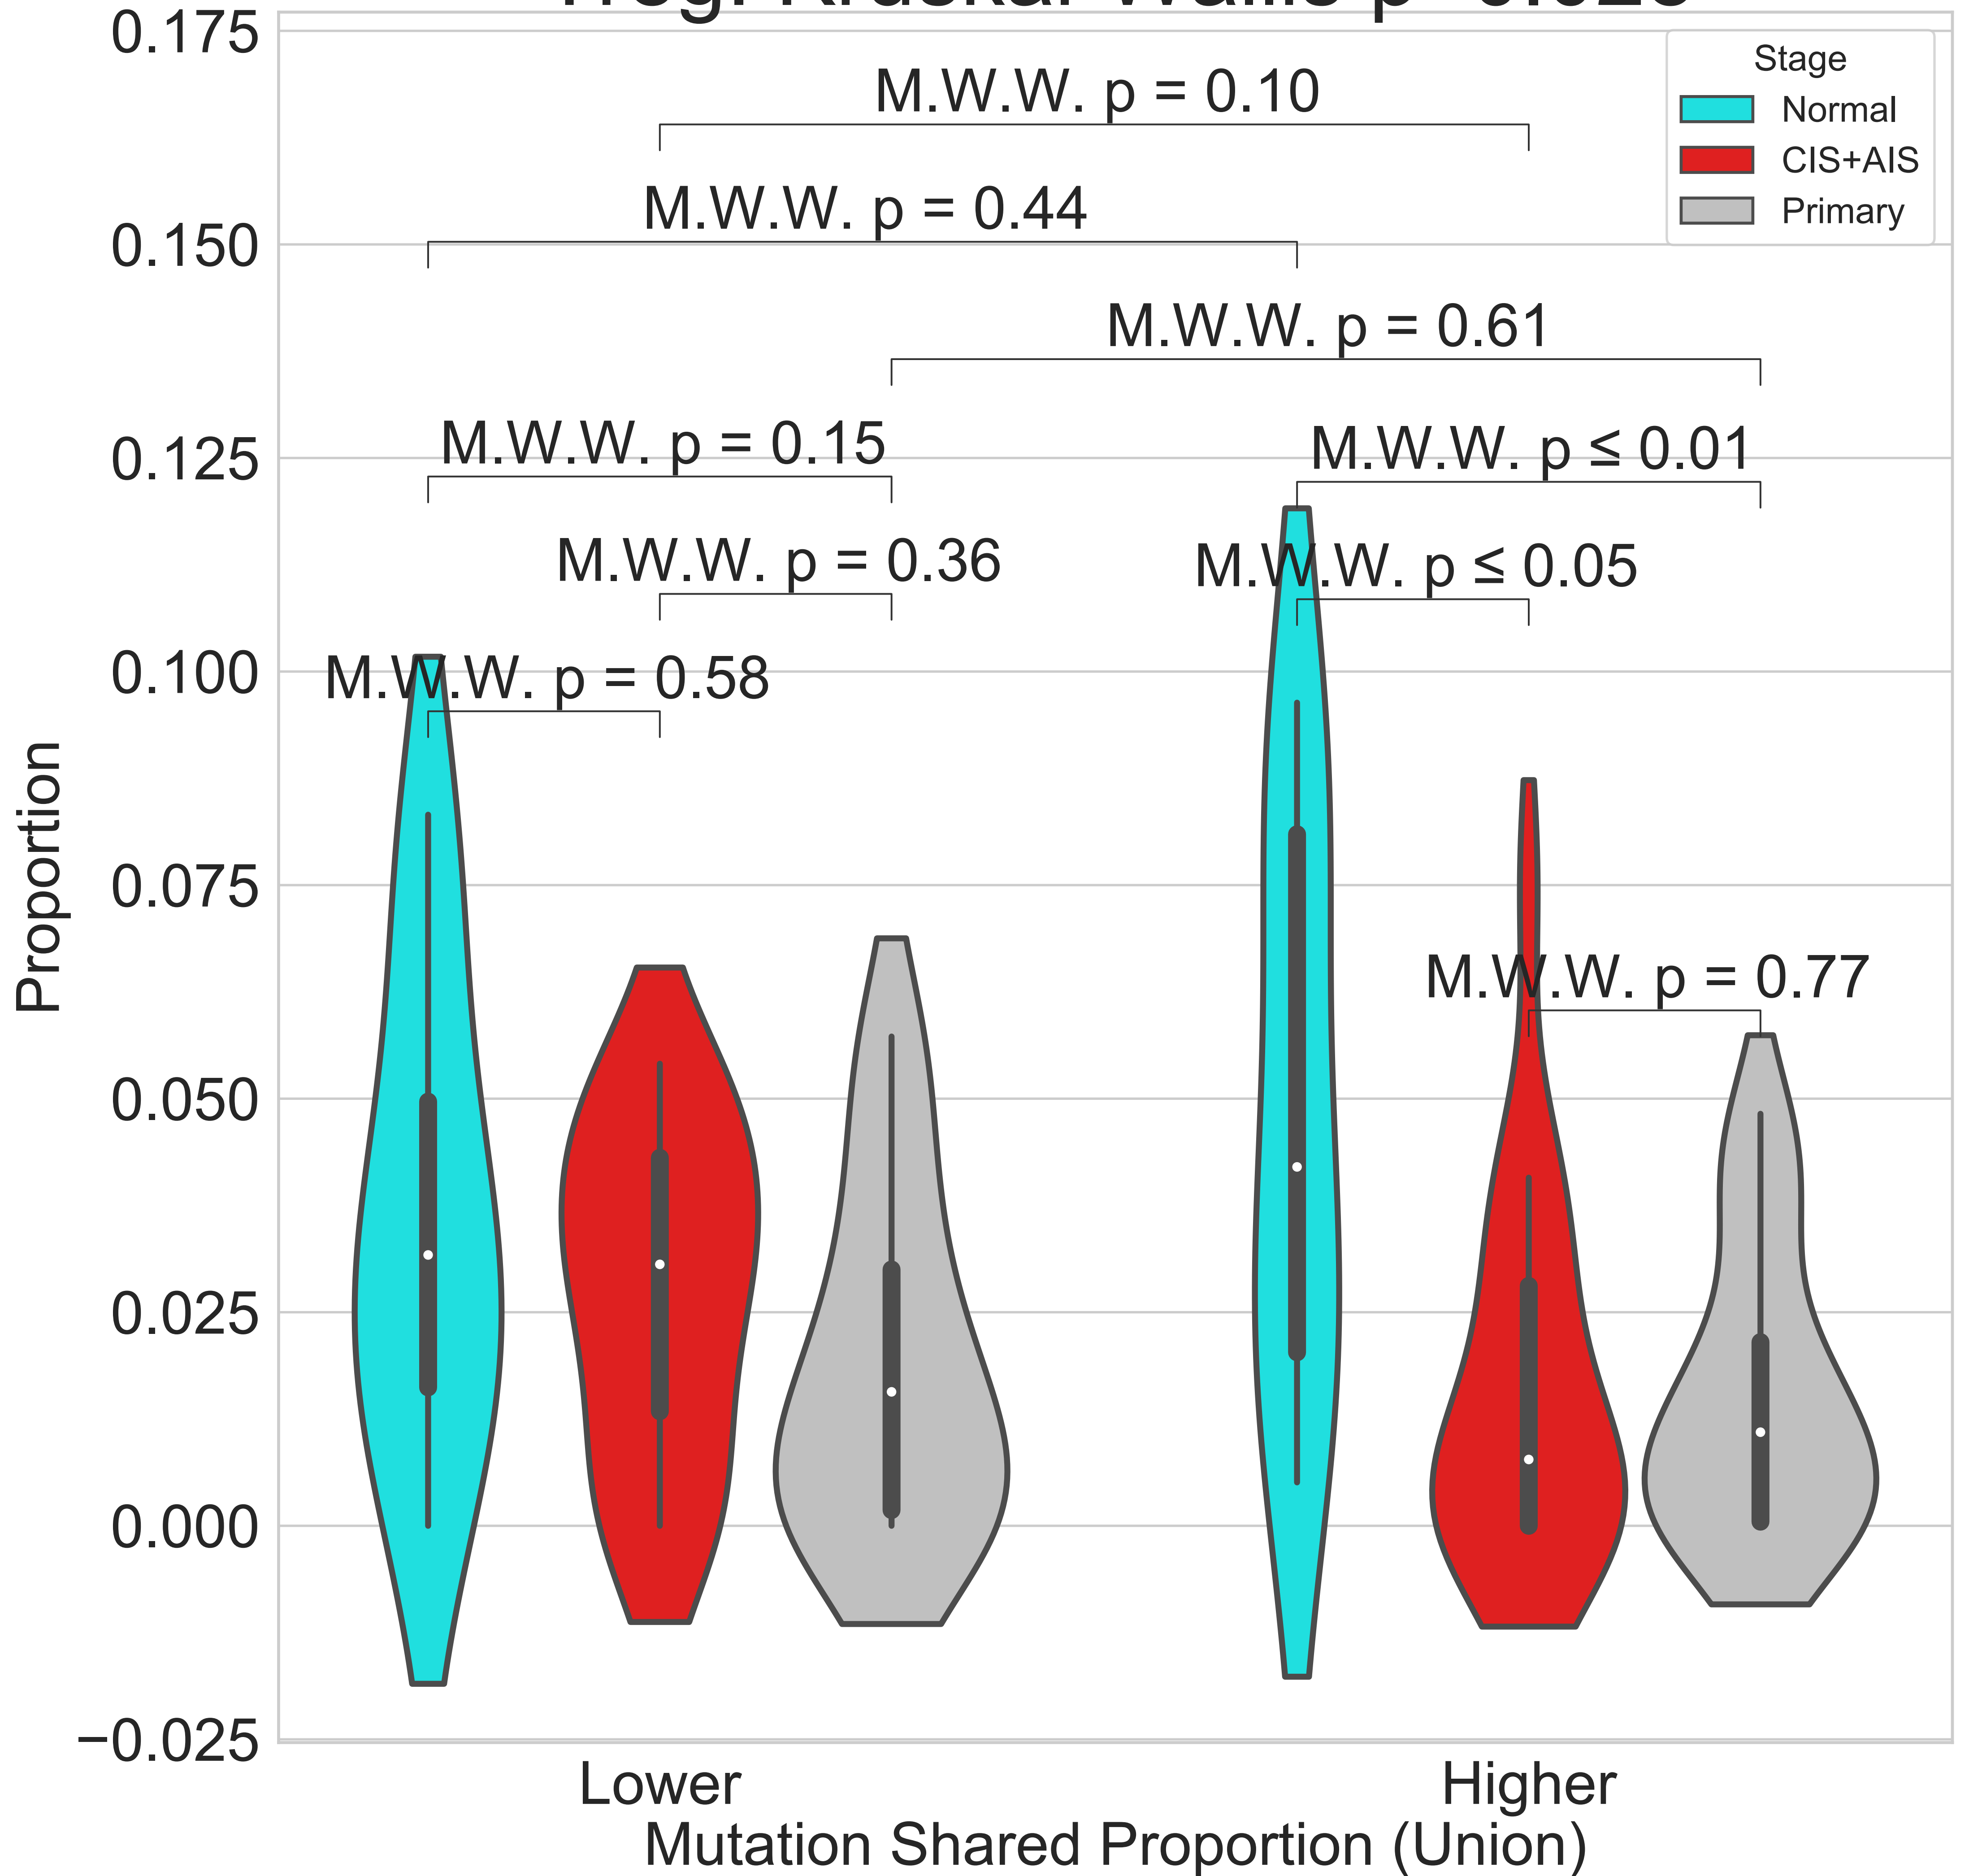 0.175
0.150
0.125
0.100
0.075
0.050
0.025
0.000
−0.025
Proportion
Stage
Normal
CIS+AIS
Primary
M.W.W. p = 0.10
M.W.W. p = 0.44
M.W.W. p = 0.61
M.W.W. p = 0.15
M.W.W. p ≤ 0.01
M.W.W. p = 0.36
M.W.W. p ≤ 0.05
M.W.W. p = 0.58
M.W.W. p = 0.77
Lower
Higher
Mutation Shared Proportion (Union)